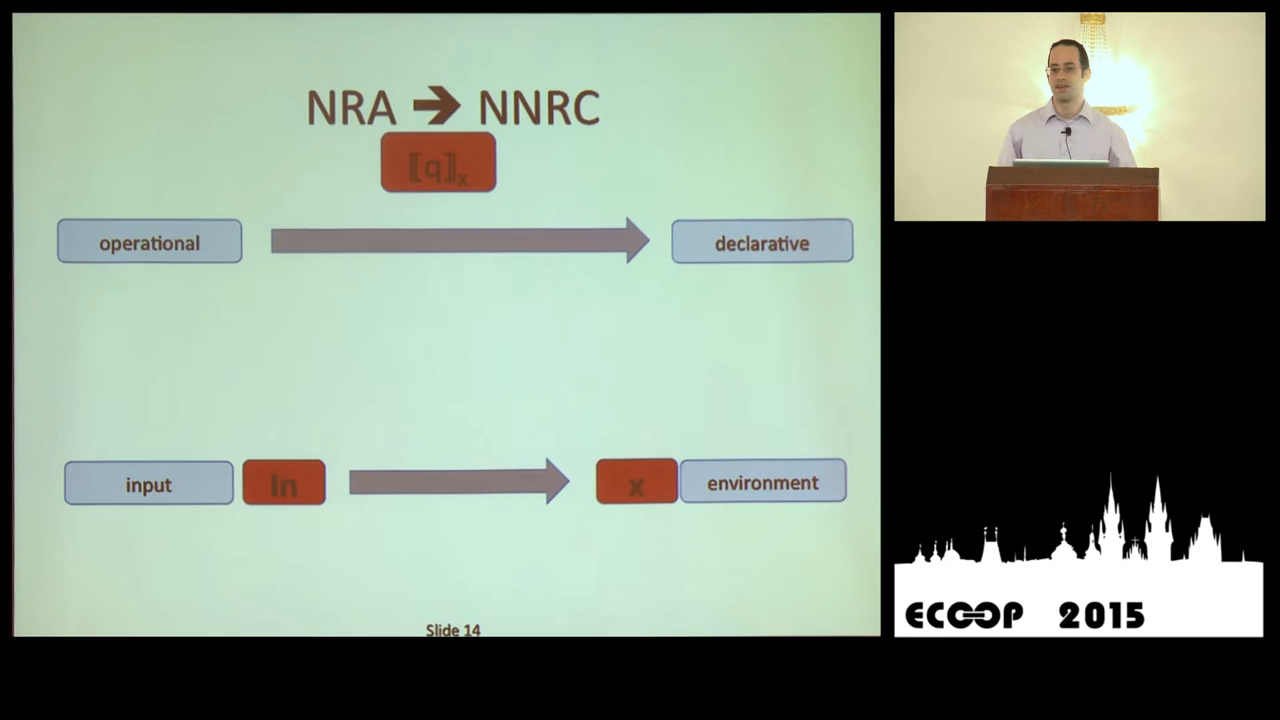 NRA → NNRC
⟦q⟧x
operational
declarative
input
In
x
environment
Slide 14
ECOOP 2015